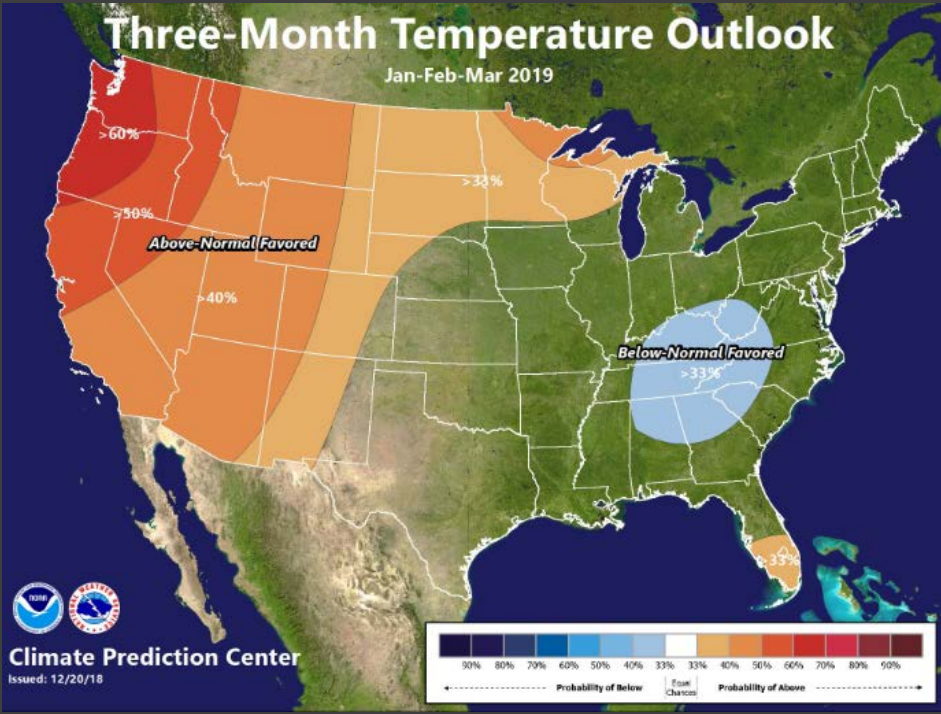 Three-Month Temperature Outlook
Jan-Feb-Mar 2019
>60%
>33%
>50%
Above-Normal Favored
>40%
Below-Normal Favored
>33%
>33%
noaa
Climate Prediction Center
Issued: 12/20/18
90% 80% 70% 60% 50% 40% 33% 33% 40% 50% 60% 70% 80% 90%
Probability of Below Equal Chances Probability of Above